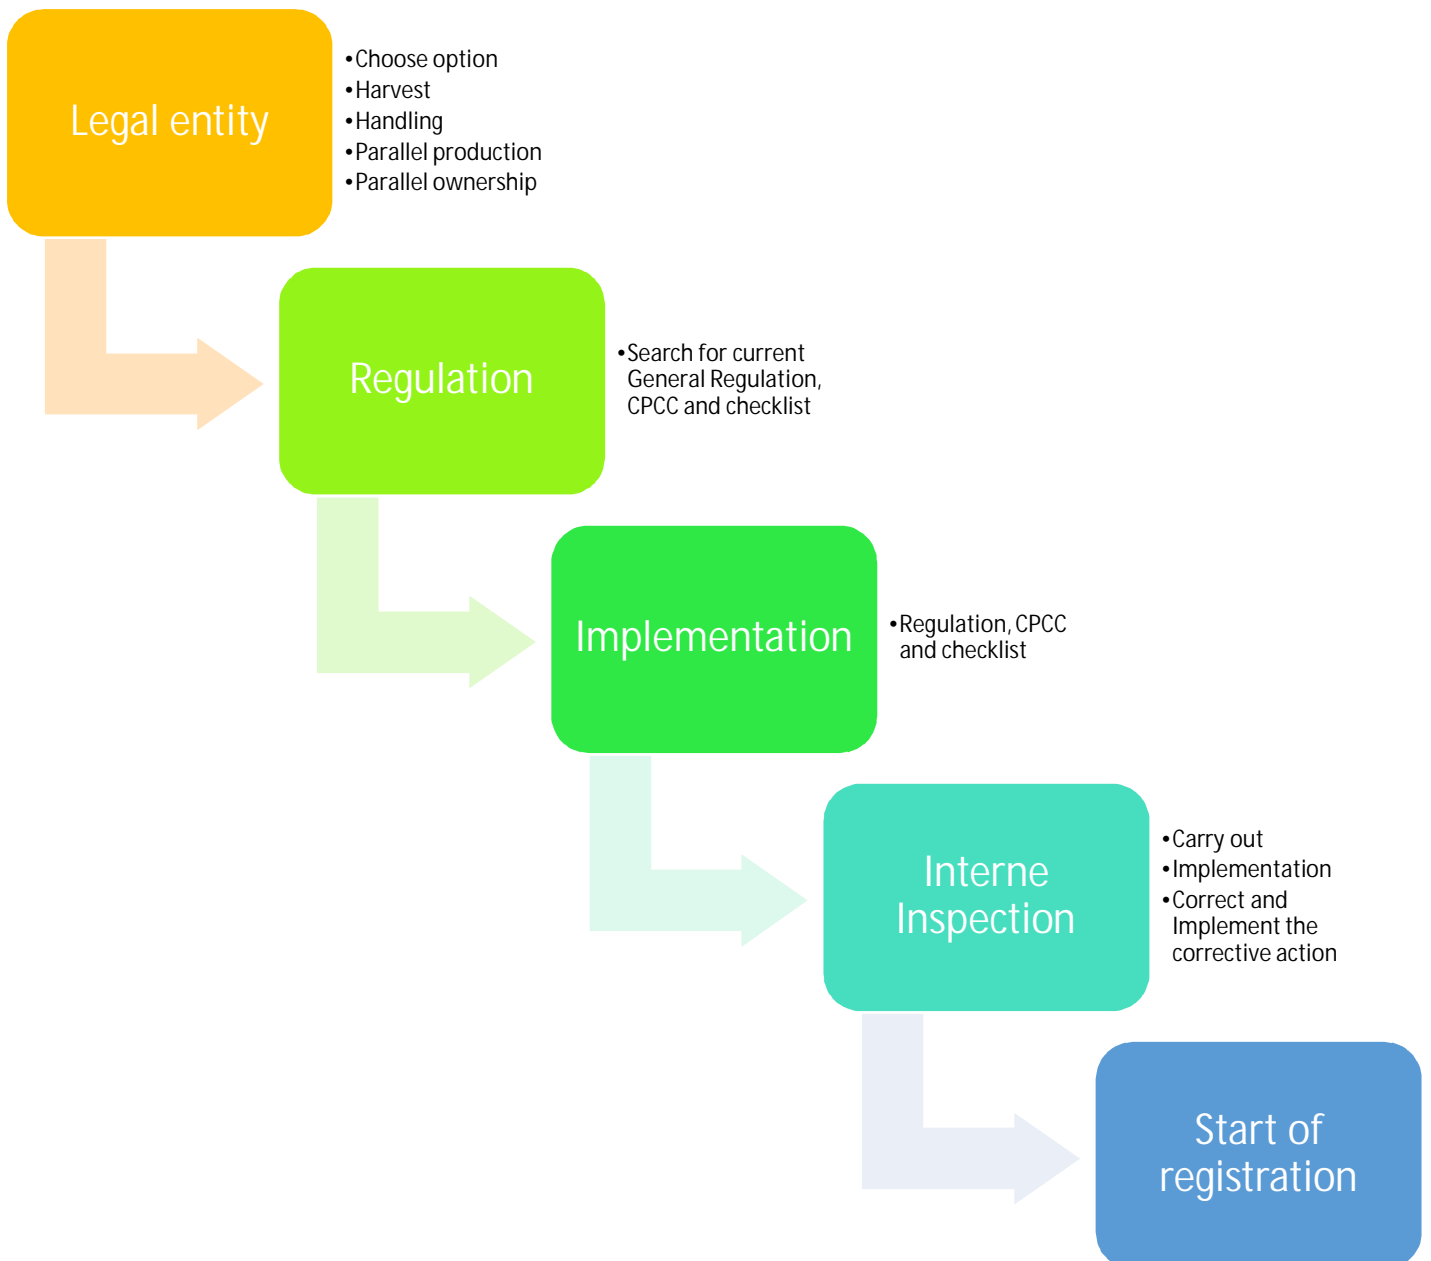 Legal entity
•Choose option
•Harvest
•Handling
•Parallel production
•Parallel ownership
Regulation
•Search for current
General Regulation,
CPCC and checklist
Implementation
•Regulation, CPCC
and checklist
Interne
Inspection
•Carry out
•Implementation
•Correct and
Implement the
corrective action
Start of
registration